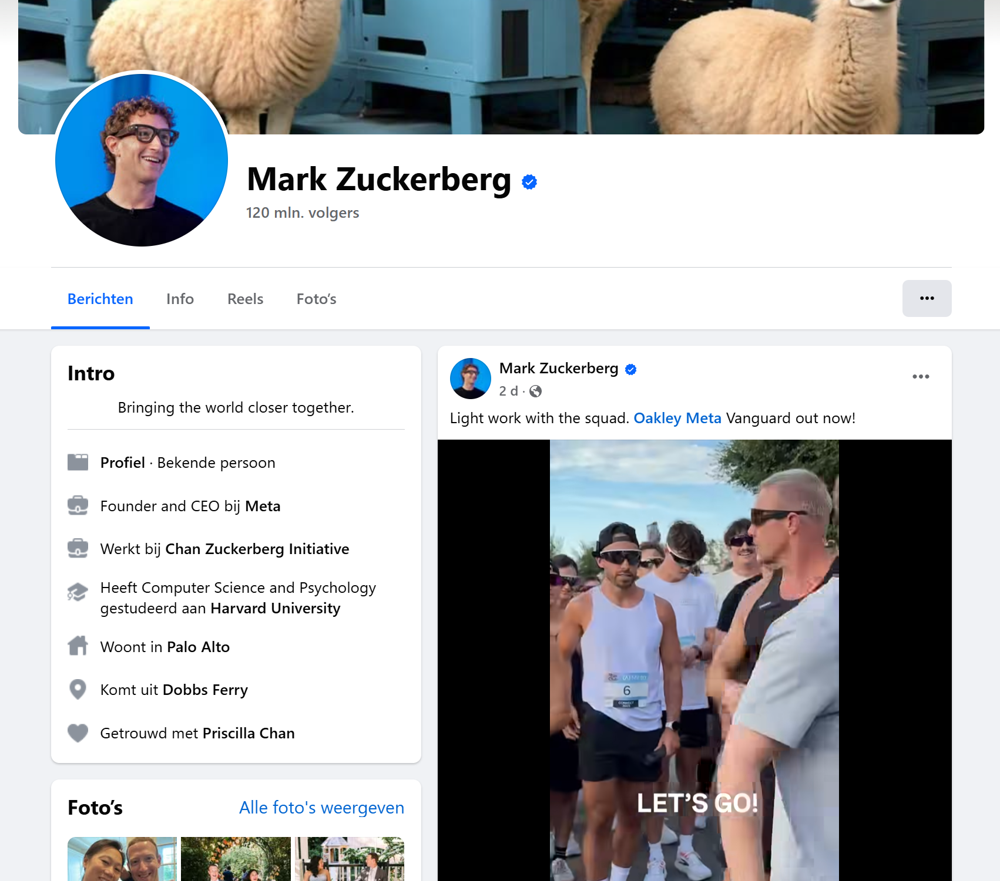 Mark Zuckerberg
120 mln. volgers
Berichten
Info
Reels
Foto's
Intro
Bringing the world closer together.
Profiel · Bekende persoon
Founder and CEO bij Meta
Werkt bij Chan Zuckerberg Initiative
Heeft Computer Science and Psychology
gestudeerd aan Harvard University
Woont in Palo Alto
Komt uit Dobbs Ferry
Getrouwd met Priscilla Chan
Foto's
Alle foto's weergeven
Mark Zuckerberg
2 d ·
Light work with the squad. Oakley Meta Vanguard out now!
6
CONNECT
LET'S GO!